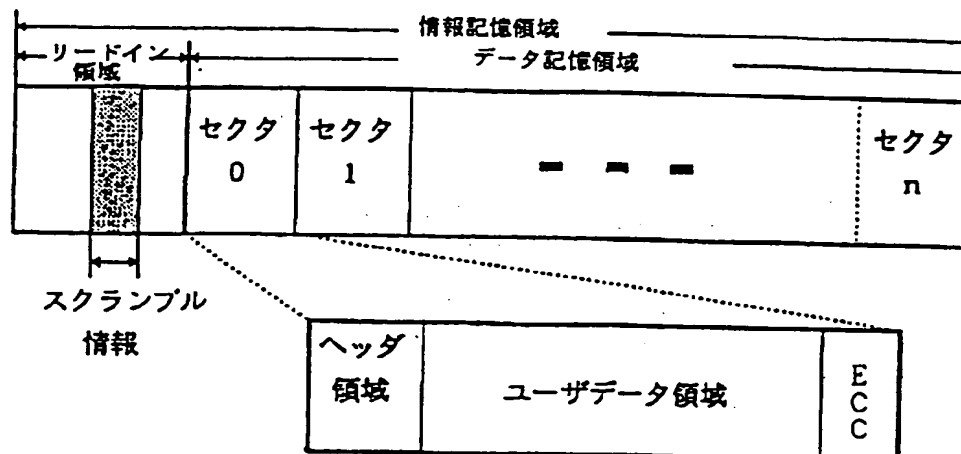 情報記憶領域
リードイン
領域
データ記憶領域
セクタ
0
セクタ
1
セクタ
n
スクランブル
情報
ヘッダ
領域
ユーザデータ領域
E
C
C